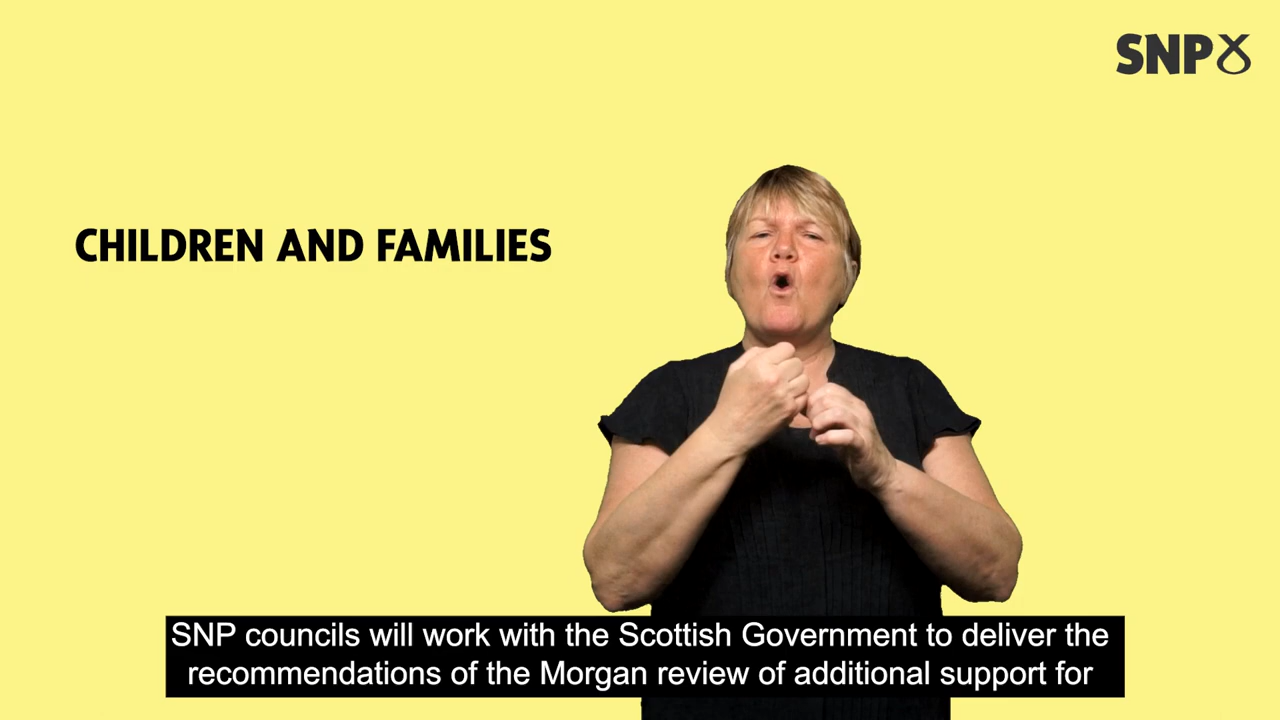 SNP
CHILDREN AND FAMILIES
SNP councils will work with the Scottish Government to deliver the
recommendations of the Morgan review of additional support for